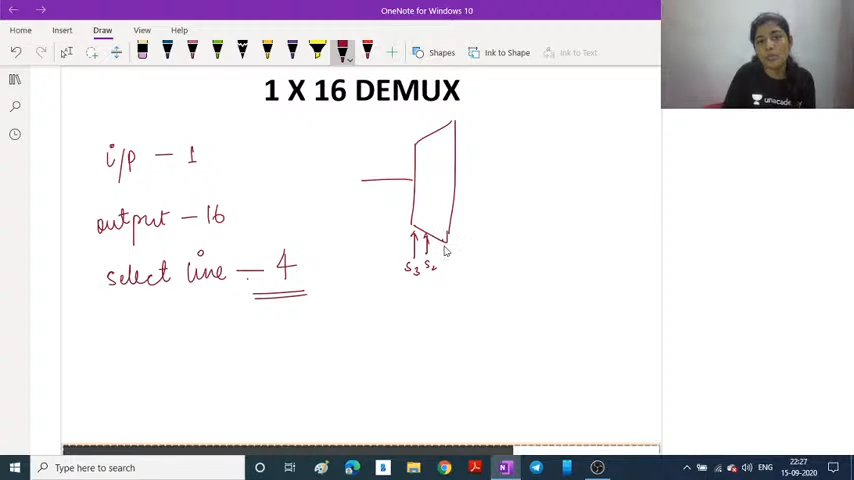 OneNote for Windows 10
Home Insert Draw View Help
Shapes Ink to Shape Ink to Text
unacademy
1 X 16 DEMUX
i/p - 1
output - 16
select line - 4
S3 S2
Type here to search
ENG
22:27
15-09-2020